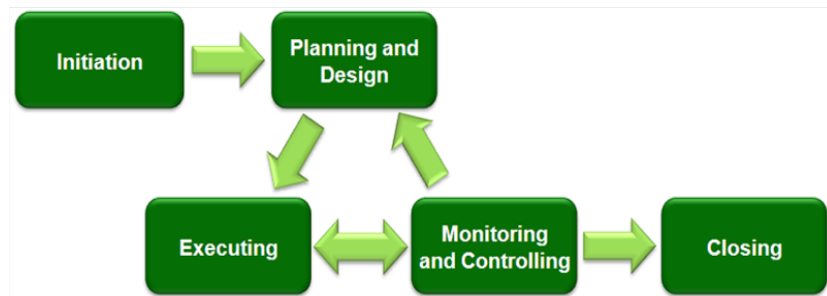 Initiation
Planning and
Design
Executing
Monitoring
and Controlling
Closing